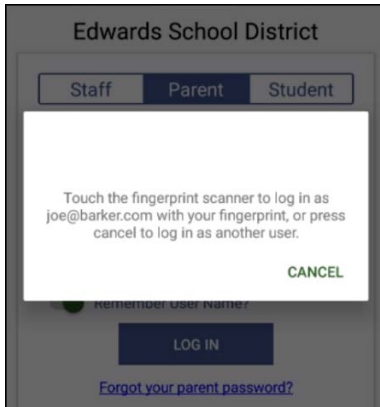 Edwards School District
Staff Parent Student
Touch the fingerprint scanner to log in as
joe@barker.com with your fingerprint, or press
cancel to log in as another user.
CANCEL
Remember User Name?
LOG IN
Forgot your parent password?